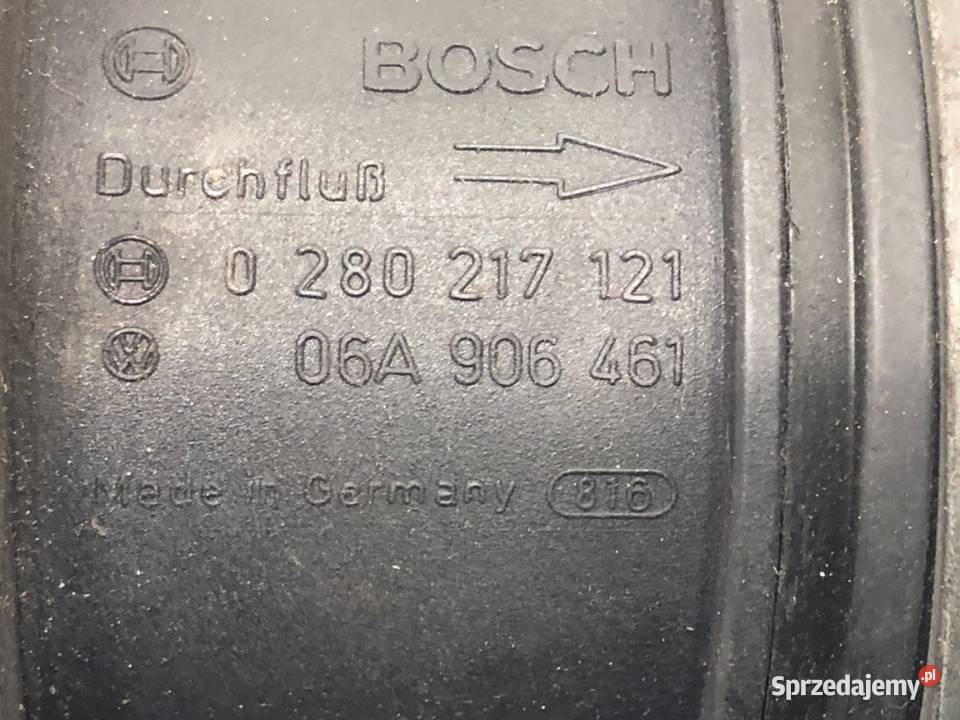 BOSCH
Durchfluß
0 280 217 121
06A 906 461
Made in Germany 816
Sprzedajemy.pl